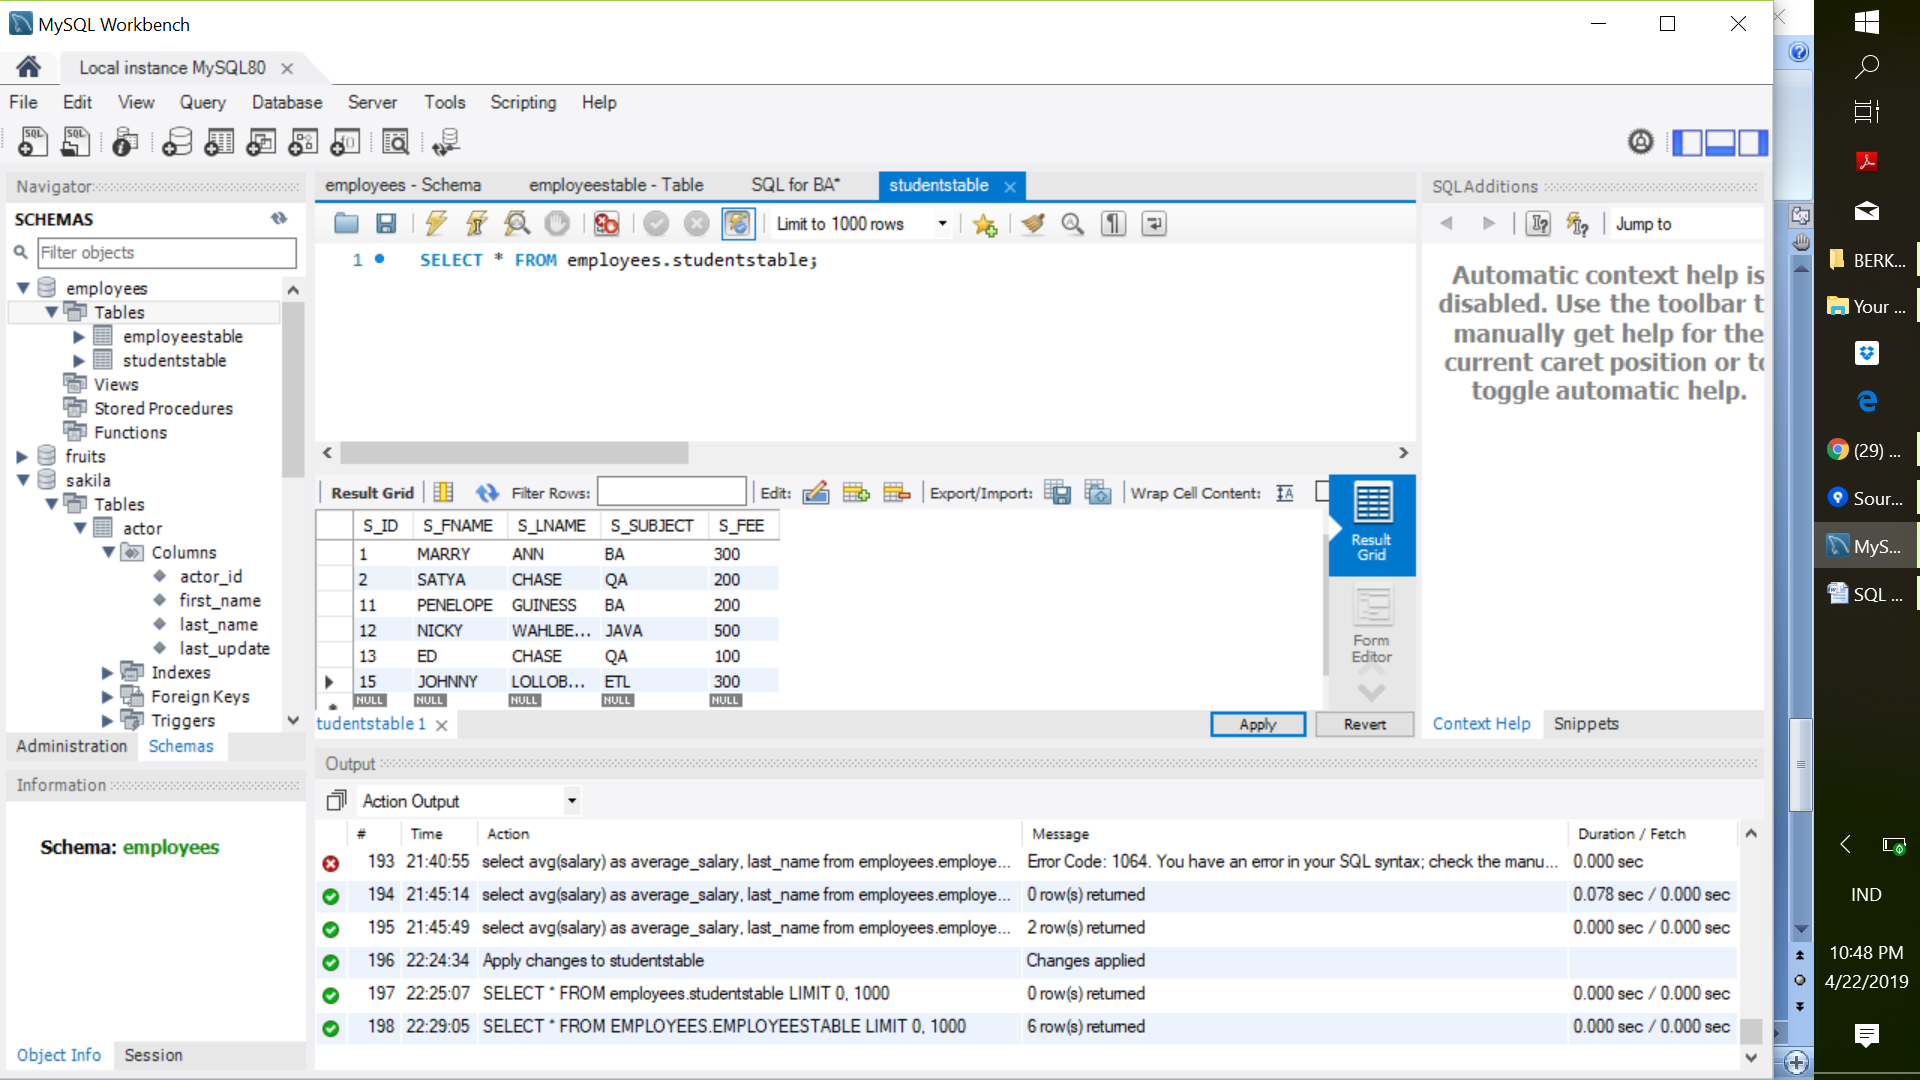 MySQL Workbench
Local instance MySQL80
File Edit View Query Database Server Tools Scripting Help
Navigator
SCHEMAS
Filter objects
employees
Tables
employeestable
studentstable
Views
Stored Procedures
Functions
fruits
sakila
Tables
actor
Columns
actor_id
first_name
last_name
last_update
Indexes
Foreign Keys
Triggers
Administration Schemas
Information
Schema: employees
Object Info Session
employees - Schema employeestable - Table SQL for BA* studentstable
Limit to 1000 rows
1 SELECT * FROM employees.studentstable;
Result Grid Filter Rows: Edit: Export/Import: Wrap Cell Content:
S_ID S_FNAME S_LNAME S_SUBJECT S_FEE
1 MARRY ANN BA 300
2 SATYA CHASE QA 200
11 PENELOPE GUINESS BA 200
12 NICKY WAHLBE... JAVA 500
13 ED CHASE QA 100
15 JOHNNY LOLLOB... ETL 300
NULL NULL NULL NULL NULL
Result
Grid
Form
Editor
tudentstable 1 Apply Revert
SQLAdditions
Jump to
Automatic context help is
disabled. Use the toolbar t
manually get help for the
current caret position or to
toggle automatic help.
Context Help Snippets
Output
Action Output
# Time Action Message Duration / Fetch
193 21:40:55 select avg(salary) as average_salary, last_name from employees.employe... Error Code: 1064. You have an error in your SQL syntax; check the manu... 0.000 sec
194 21:45:14 select avg(salary) as average_salary, last_name from employees.employe... 0 row(s) returned 0.078 sec / 0.000 sec
195 21:45:49 select avg(salary) as average_salary, last_name from employees.employe... 2 row(s) returned 0.000 sec / 0.000 sec
196 22:24:34 Apply changes to studentstable Changes applied
197 22:25:07 SELECT * FROM employees.studentstable LIMIT 0, 1000 0 row(s) returned 0.000 sec / 0.000 sec
198 22:29:05 SELECT * FROM EMPLOYEES.EMPLOYEESTABLE LIMIT 0, 1000 6 row(s) returned 0.000 sec / 0.000 sec
BERK...
Your ...
(29) ...
Sour...
MyS...
SQL ...
IND
10:48 PM
4/22/2019